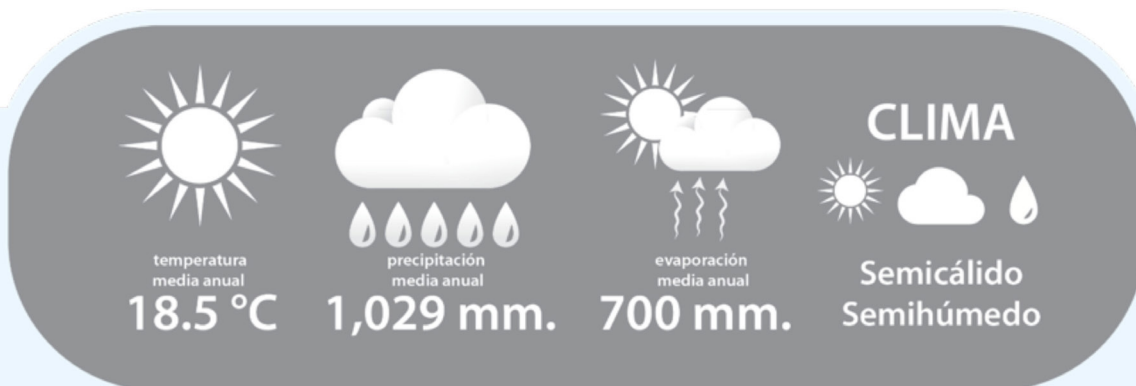 temperatura
media anual
18.5 °C
precipitación
media anual
1,029 mm.
evaporación
media anual
700 mm.
CLIMA
Semicálido
Semihúmedo